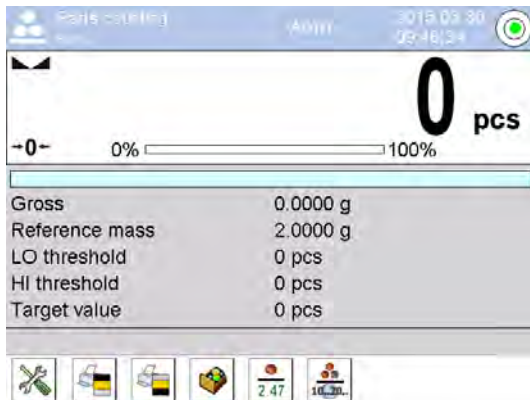 Parts counting
2015.03.30
09:46:34
0 pcs
→0←
0% 100%
Gross 0.0000 g
Reference mass 2.0000 g
LO threshold 0 pcs
HI threshold 0 pcs
Target value 0 pcs
2.47
10..20..